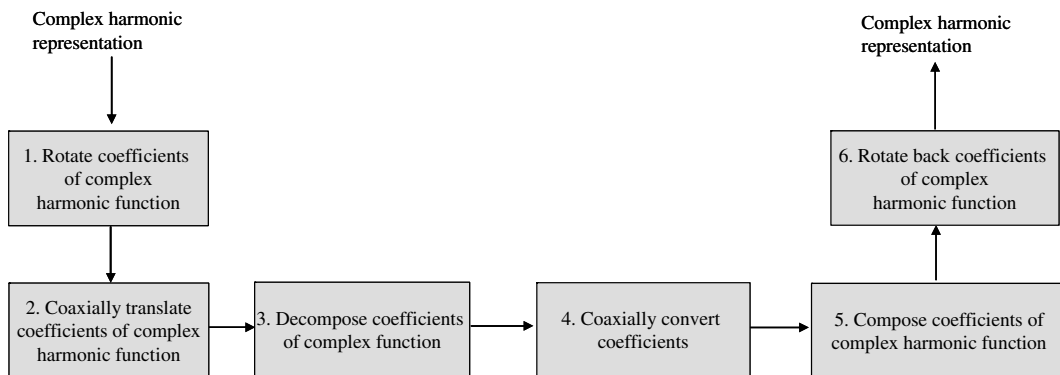 Complex harmonic
representation
1. Rotate coefficients
of complex
harmonic function
2. Coaxially translate
coefficients of complex
harmonic function
3. Decompose coefficients
of complex function
4. Coaxially convert
coefficients
5. Compose coefficients of
complex harmonic function
6. Rotate back coefficients
of complex
harmonic function
Complex harmonic
representation